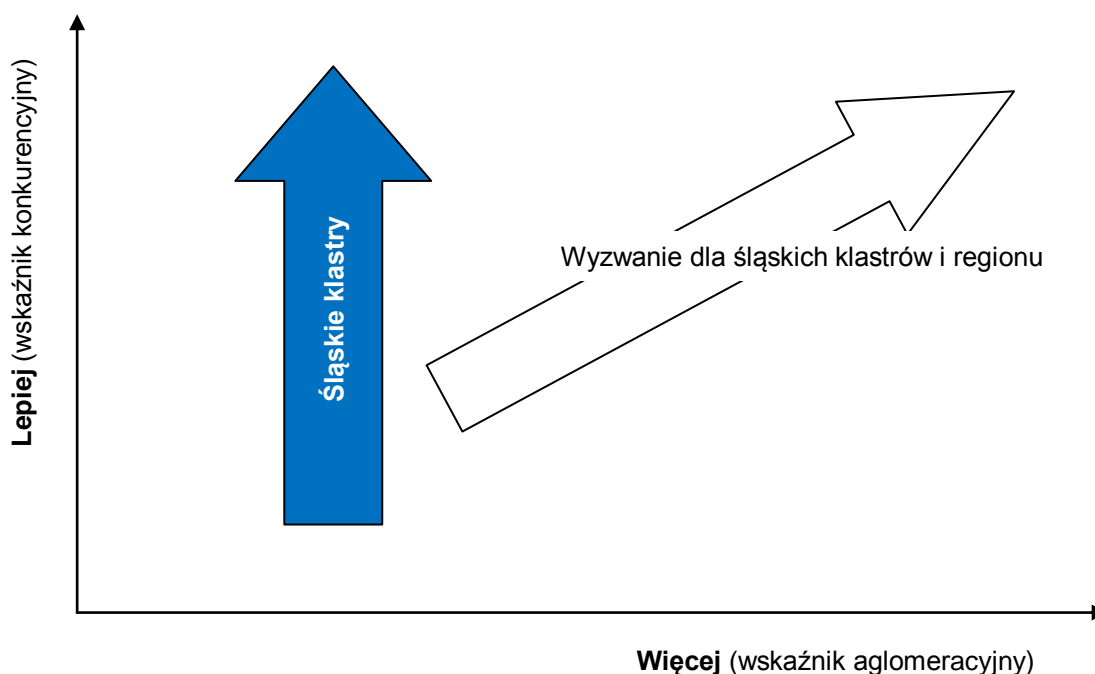 Lepiej (wskaźnik konkurencyjny)
Śląskie klastry
Wyzwanie dla śląskich klastrów i regionu
Więcej (wskaźnik aglomeracyjny)